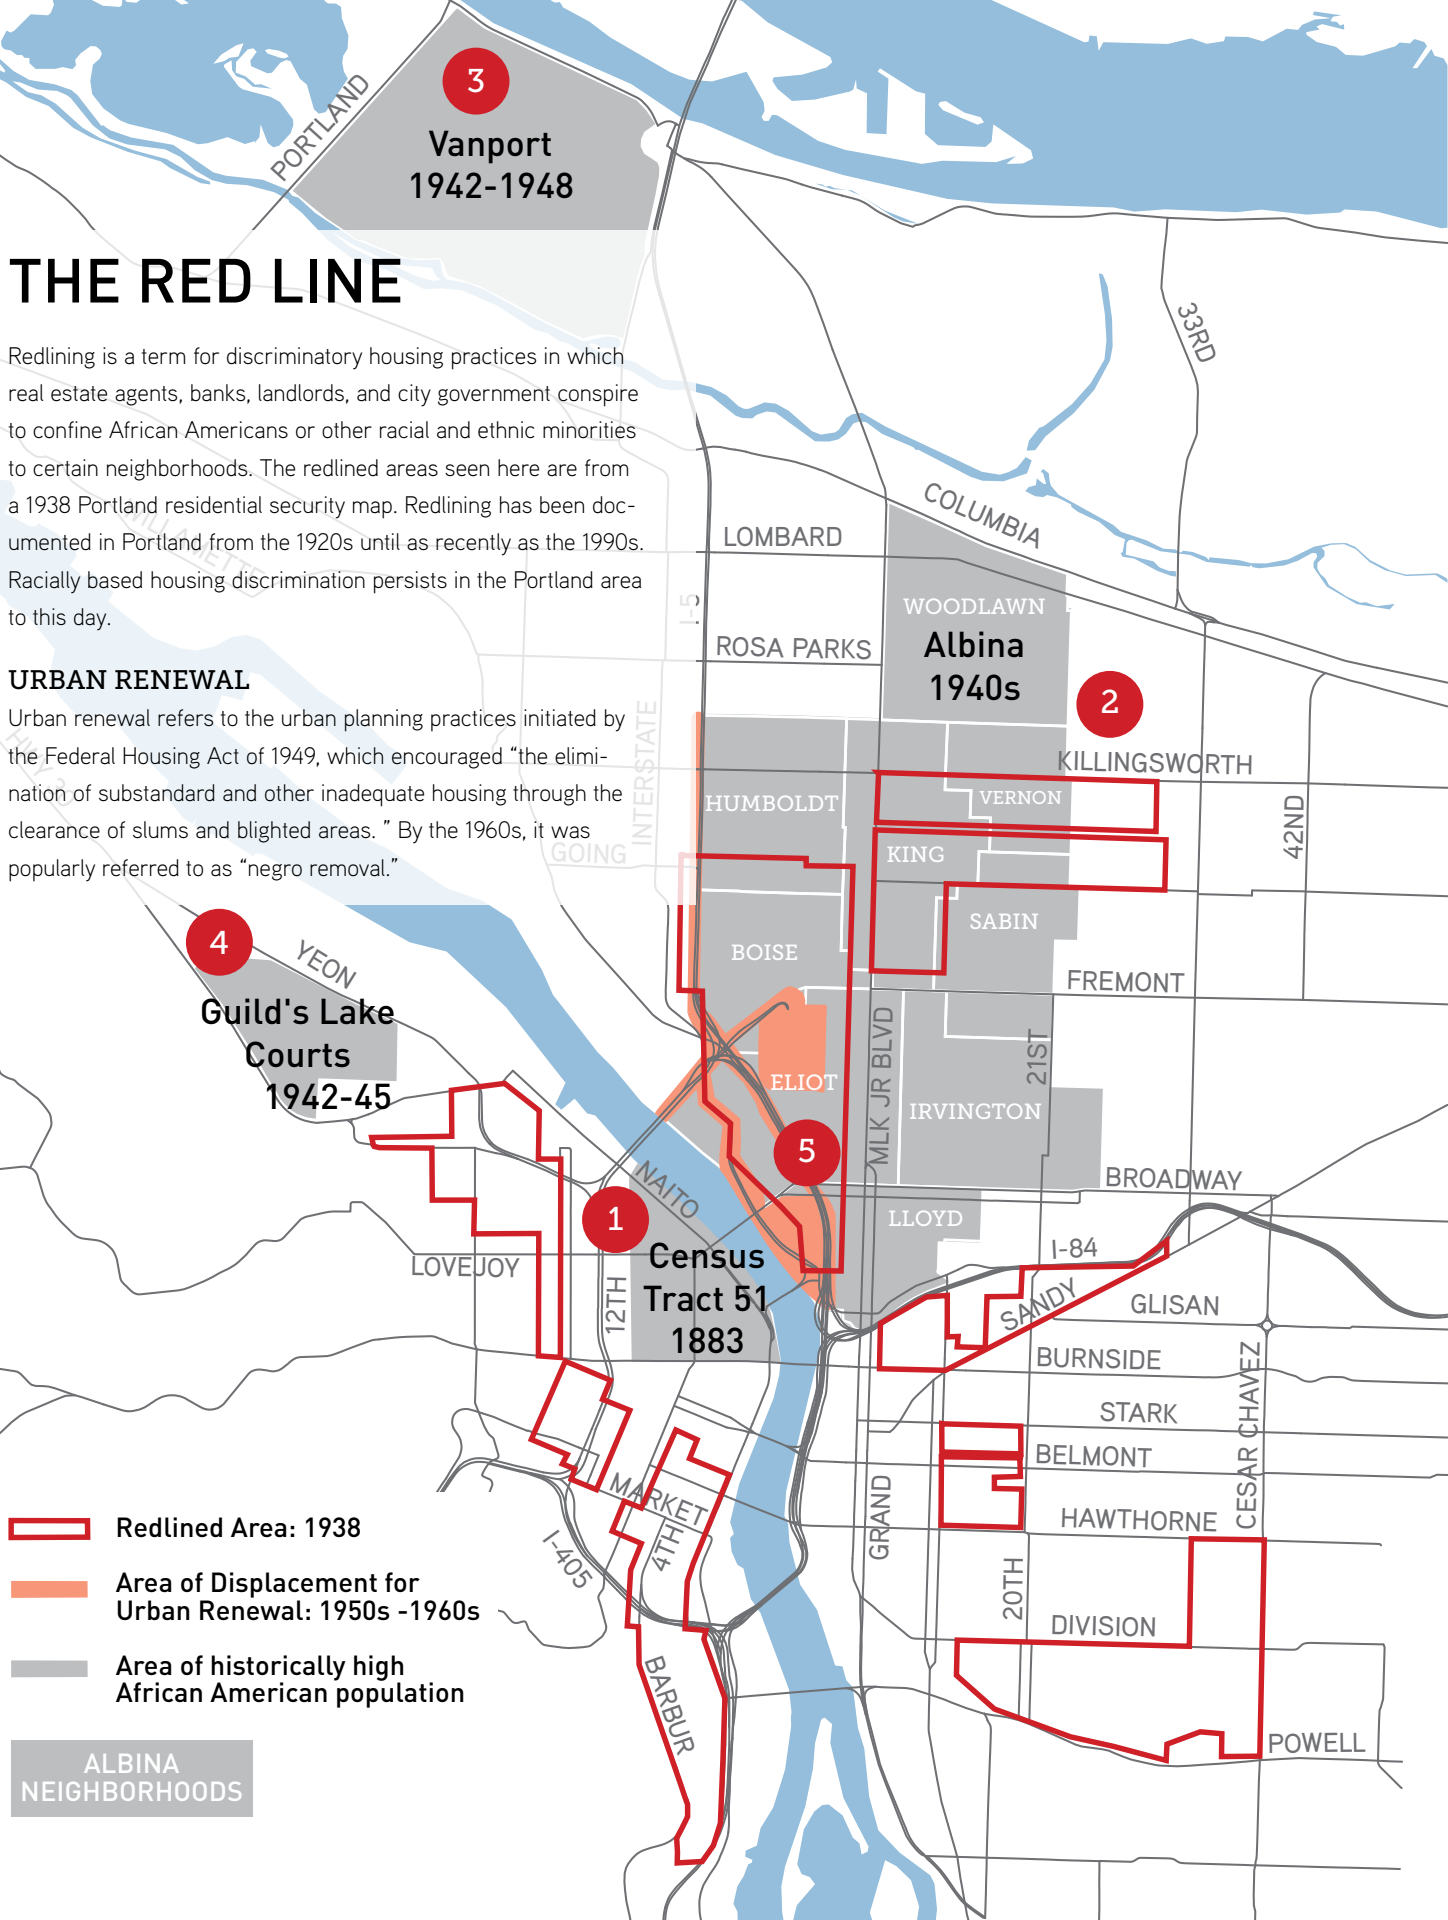 3
Vanport
1942-1948
PORTLAND
THE RED LINE
Redlining is a term for discriminatory housing practices in which
real estate agents, banks, landlords, and city government conspire
to confine African Americans or other racial and ethnic minorities
to certain neighborhoods. The redlined areas seen here are from
a 1938 Portland residential security map. Redlining has been doc-
umented in Portland from the 1920s until as recently as the 1990s.
Racially based housing discrimination persists in the Portland area
to this day.
URBAN RENEWAL
Urban renewal refers to the urban planning practices initiated by
the Federal Housing Act of 1949, which encouraged “the elimi-
nation of substandard and other inadequate housing through the
clearance of slums and blighted areas. ” By the 1960s, it was
popularly referred to as “negro removal.”
WILLAMETTE
HWY 30
I-5
INTERSTATE
GOING
33RD
COLUMBIA
LOMBARD
WOODLAWN
ROSA PARKS
Albina
1940s
2
KILLINGSWORTH
HUMBOLDT
VERNON
42ND
KING
SABIN
BOISE
FREMONT
4
YEON
Guild's Lake
Courts
1942-45
MLK JR BLVD
21ST
ELIOT
IRVINGTON
5
BROADWAY
NAITO
1
LLOYD
I-84
Census
Tract 51
1883
LOVEJOY
12TH
SANDY
GLISAN
BURNSIDE
CESAR CHAVEZ
STARK
BELMONT
MARKET
GRAND
HAWTHORNE
4TH
I-405
20TH
DIVISION
BARBUR
POWELL
Redlined Area: 1938
Area of Displacement for
Urban Renewal: 1950s -1960s
Area of historically high
African American population
ALBINA
NEIGHBORHOODS